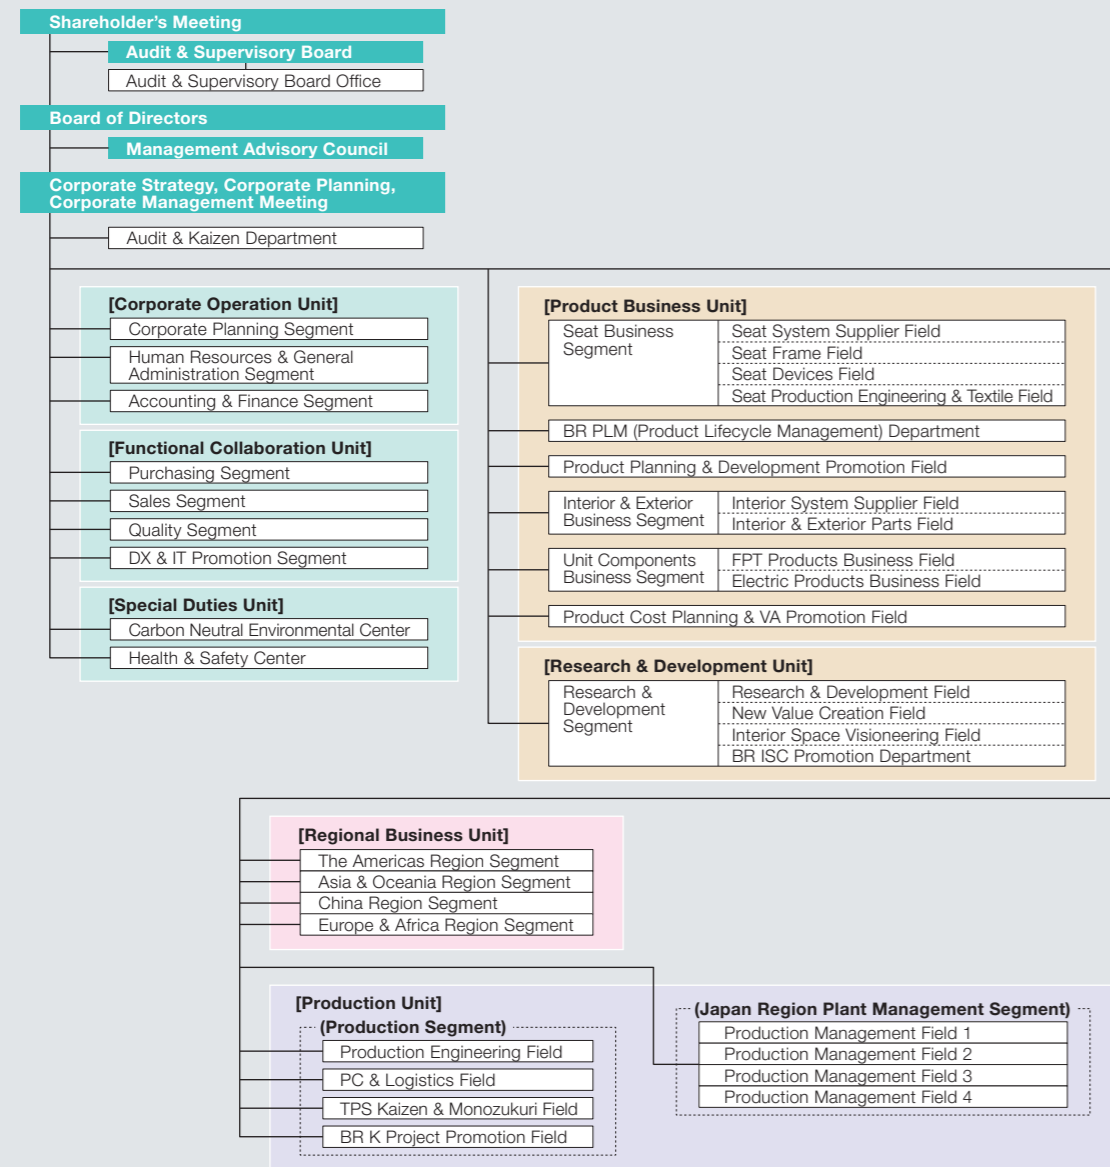 Shareholder's Meeting
Audit & Supervisory Board
Audit & Supervisory Board Office
Board of Directors
Management Advisory Council
Corporate Strategy, Corporate Planning,
Corporate Management Meeting
Audit & Kaizen Department
[Corporate Operation Unit]
Corporate Planning Segment
Human Resources & General
Administration Segment
Accounting & Finance Segment
[Functional Collaboration Unit]
Purchasing Segment
Sales Segment
Quality Segment
DX & IT Promotion Segment
[Special Duties Unit]
Carbon Neutral Environmental Center
Health & Safety Center
[Product Business Unit]
Seat Business
Segment
Seat System Supplier Field
Seat Frame Field
Seat Devices Field
Seat Production Engineering & Textile Field
BR PLM (Product Lifecycle Management) Department
Product Planning & Development Promotion Field
Interior & Exterior
Business Segment
Interior System Supplier Field
Interior & Exterior Parts Field
Unit Components
Business Segment
FPT Products Business Field
Electric Products Business Field
Product Cost Planning & VA Promotion Field
[Research & Development Unit]
Research &
Development
Segment
Research & Development Field
New Value Creation Field
Interior Space Visioneering Field
BR ISC Promotion Department
[Regional Business Unit]
The Americas Region Segment
Asia & Oceania Region Segment
China Region Segment
Europe & Africa Region Segment
[Production Unit]
(Production Segment)
Production Engineering Field
PC & Logistics Field
TPS Kaizen & Monozukuri Field
BR K Project Promotion Field
(Japan Region Plant Management Segment)
Production Management Field 1
Production Management Field 2
Production Management Field 3
Production Management Field 4